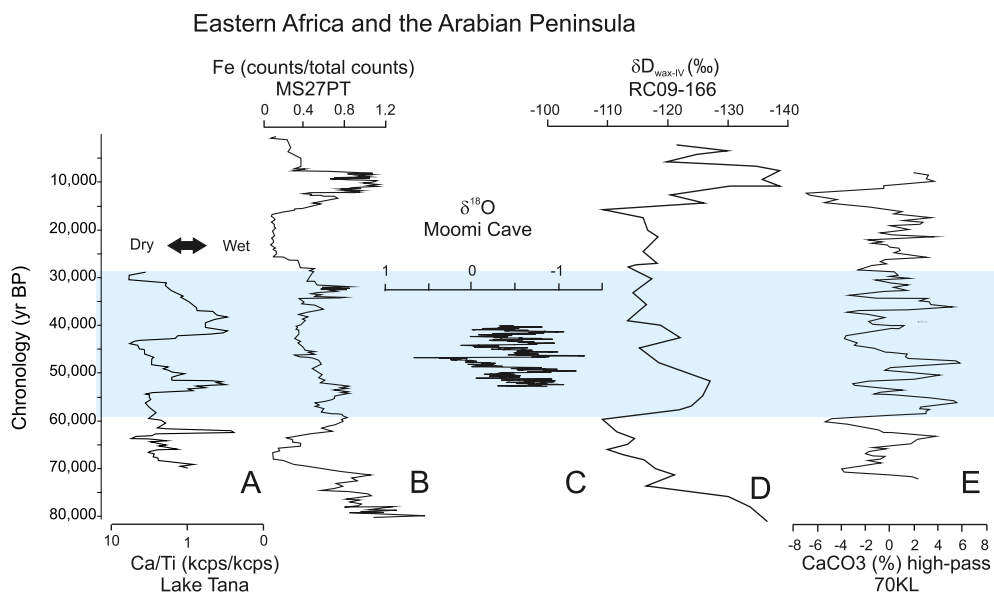 Eastern Africa and the Arabian Peninsula
Fe (counts/total counts)
MS27PT
0 0.4 0.8 1.2
δD wax-IV (‰)
RC09-166
-100 -110 -120 -130 -140
δ18O
Moomi Cave
1 0 -1
Dry Wet
Chronology (yr BP)
10,000
20,000
30,000
40,000
50,000
60,000
70,000
80,000
A B C D E
10 1 0
Ca/Ti (kcps/kcps)
Lake Tana
-8 -6 -4 -2 0 2 4 6 8
CaCO3 (%) high-pass
70KL